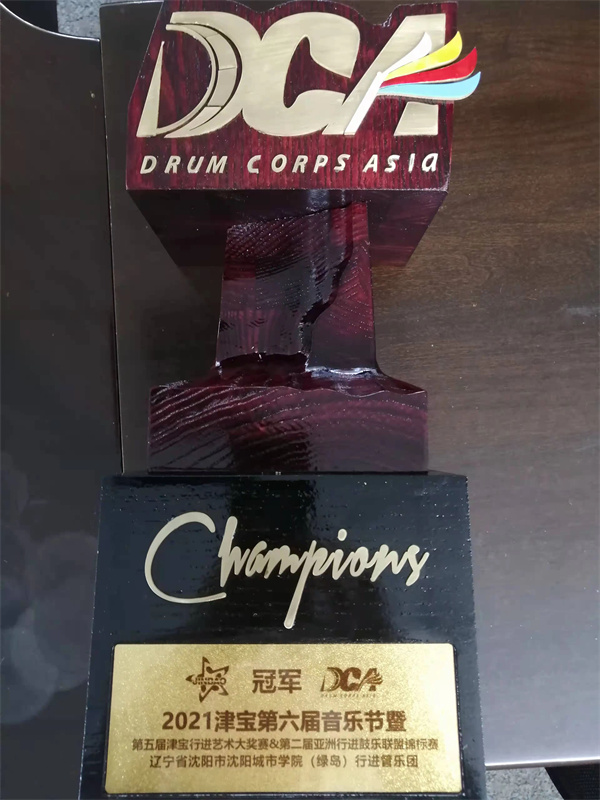 DCA
DRUM CORPS ASIA
Champions
JINBAO 冠军 DCA
DRUM CORPS ASIA
2021津宝第六届音乐节暨
第五届津宝行进艺术大奖赛&第二届亚洲行进鼓乐联盟锦标赛
辽宁省沈阳市沈阳城市学院（绿岛）行进管乐团